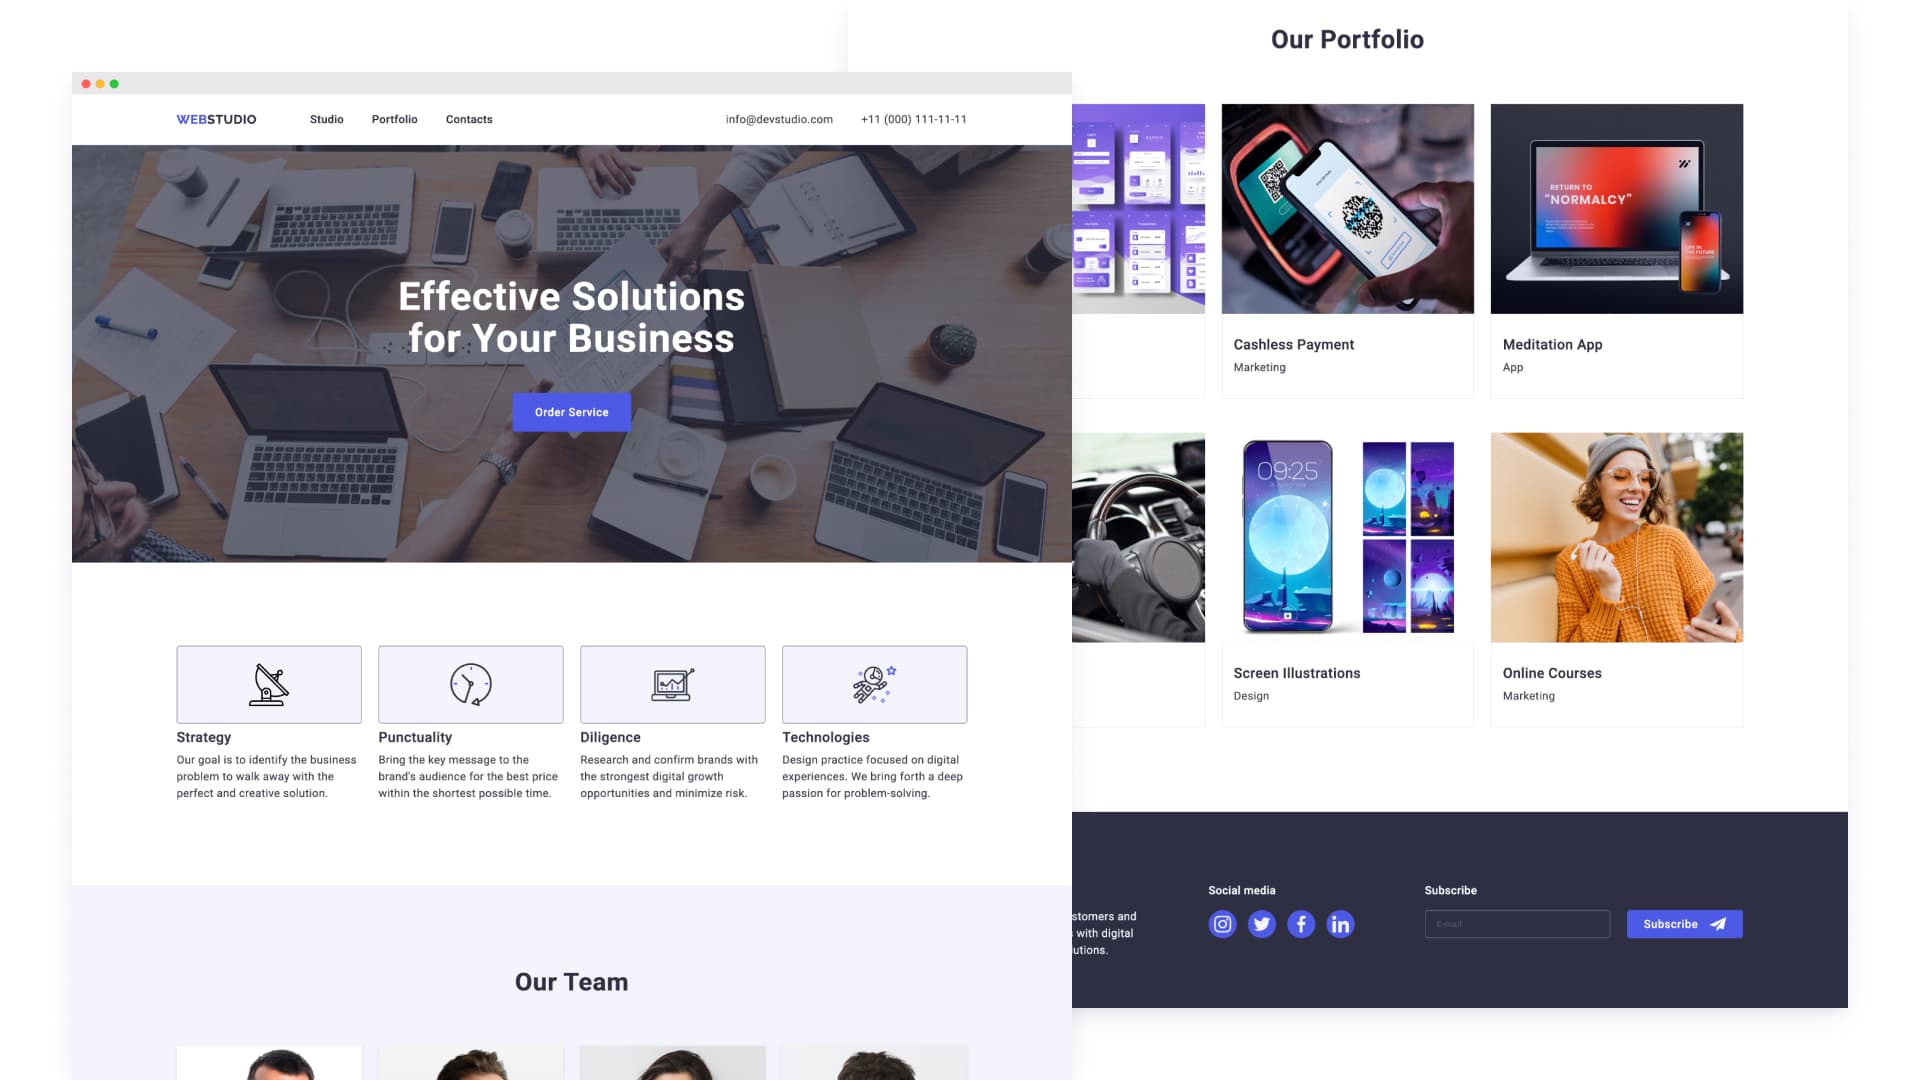 WEBSTUDIO
Studio
Portfolio
Contacts
info@devstudio.com
+11 (000) 111-11-11
Effective Solutions
for Your Business
Order Service
Strategy
Our goal is to identify the business
problem to walk away with the
perfect and creative solution.
Punctuality
Bring the key message to the
brand's audience for the best price
within the shortest possible time.
Diligence
Research and confirm brands with
the strongest digital growth
opportunities and minimize risk.
Technologies
Design practice focused on digital
experiences. We bring forth a deep
passion for problem-solving.
Our Team
Our Portfolio
RETURN TO
"NORMALCY"
LIFE IN
THE FUTURE
Cashless Payment
Marketing
Meditation App
App
09:25
Screen Illustrations
Design
Online Courses
Marketing
stomers and
with digital
lutions.
Social media
Subscribe
E-mail
Subscribe